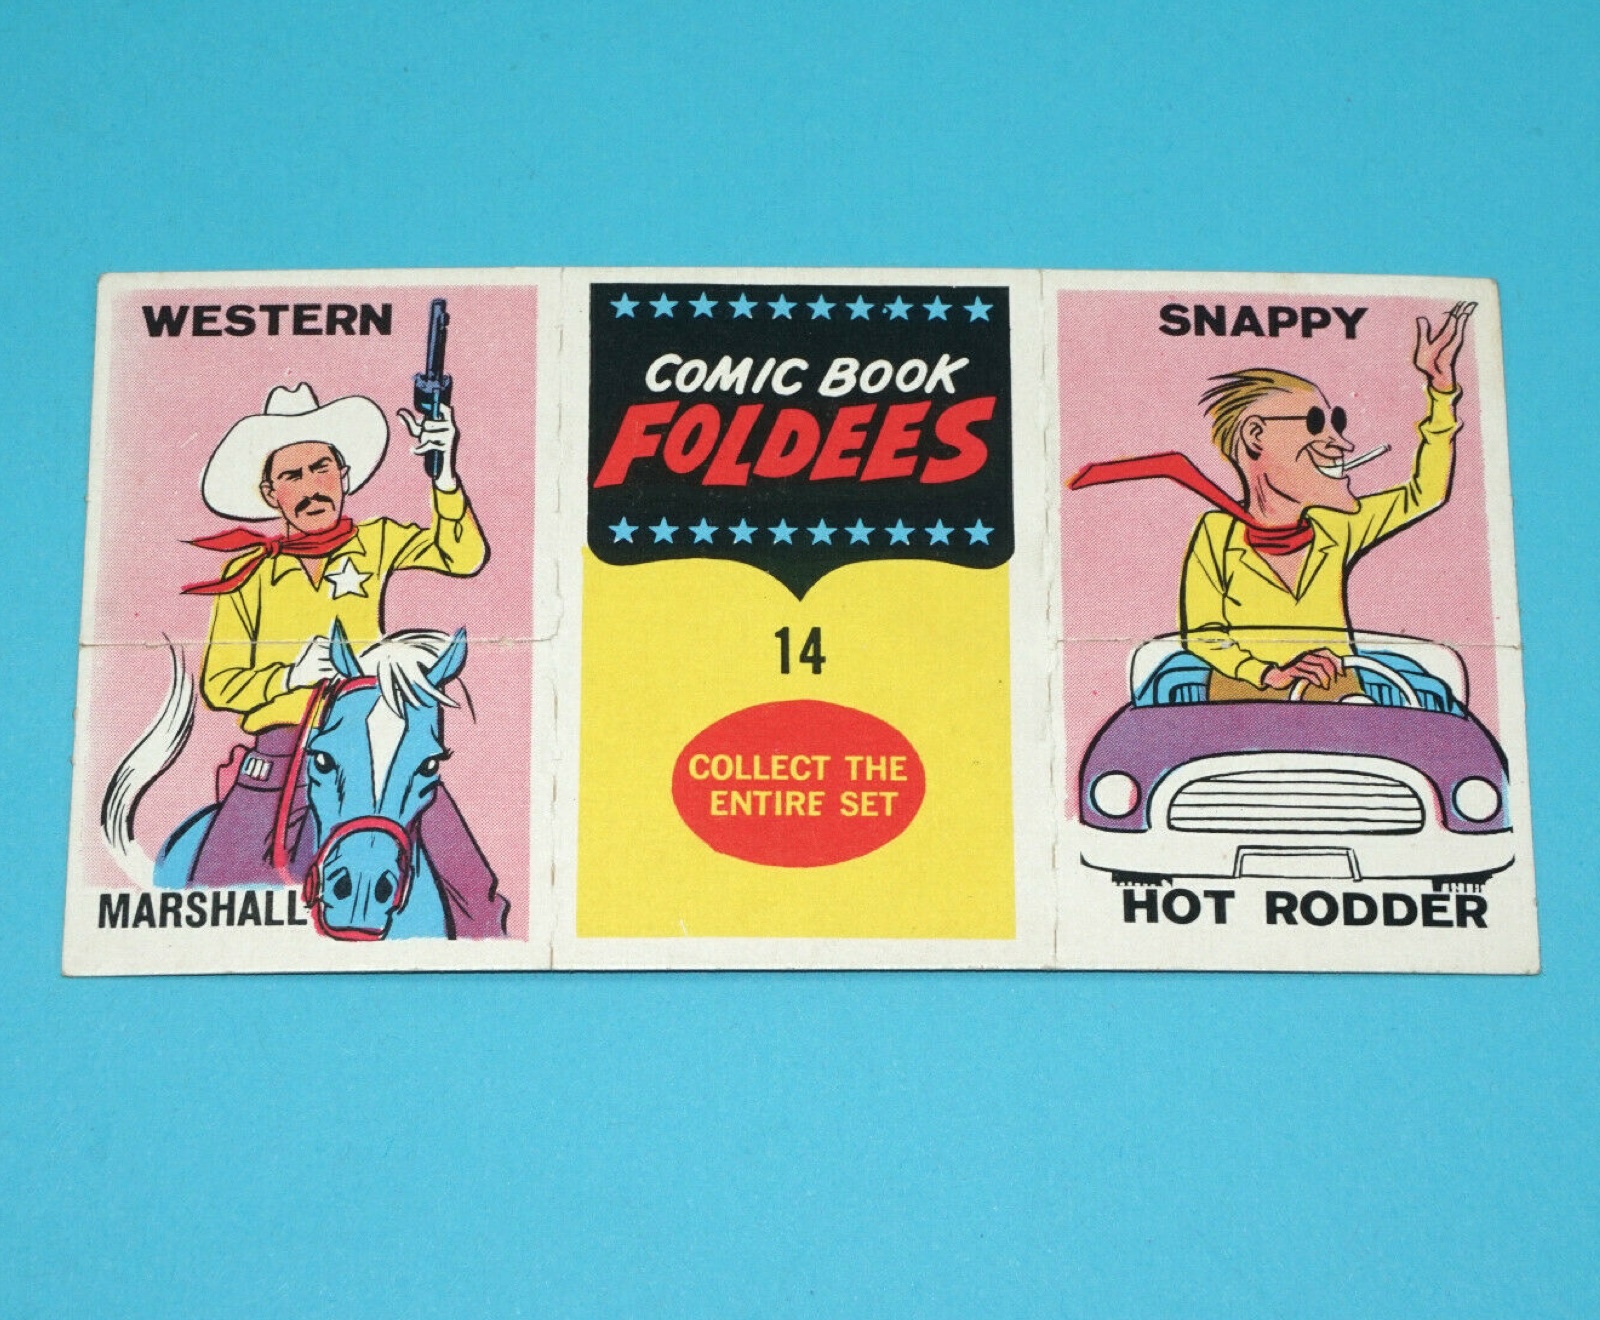 WESTERN
MARSHALL
COMIC BOOK
FOLDEES
14
COLLECT THE
ENTIRE SET
SNAPPY
HOT RODDER